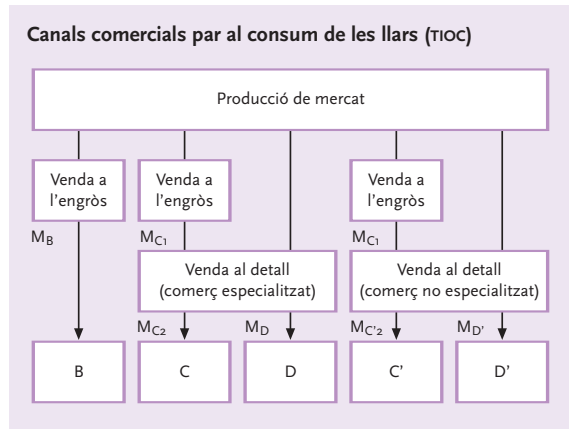 Canals comercials par al consum de les llars (TIOC)
Producció de mercat
Venda a
l'engròs
Venda a
l'engròs
Venda a
l'engròs
MB
MC1
MC1
Venda al detall
(comerç especialitzat)
Venda al detall
(comerç no especialitzat)
MC2
MD
MC'2
MD'
B
C
D
C'
D'